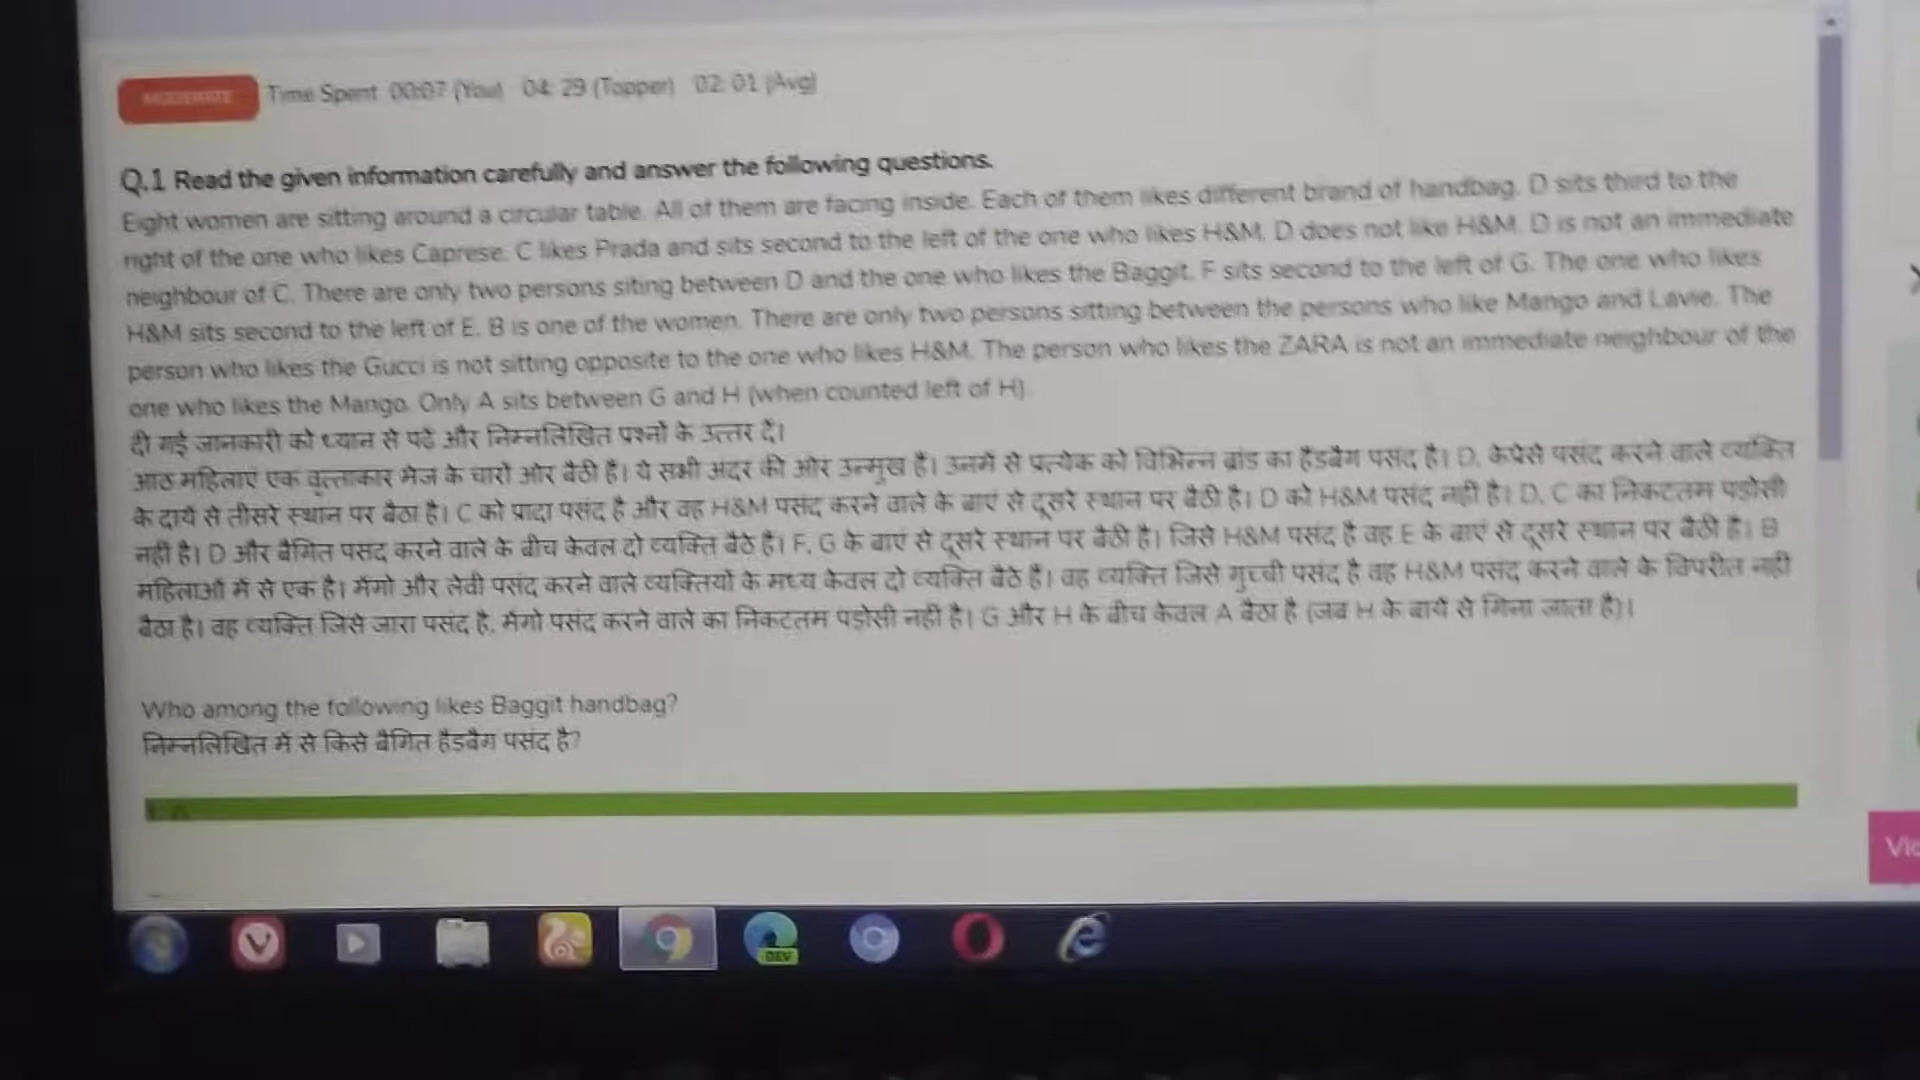 MODERATE Time Spent 00:07 (You) 04: 29 (Topper) 02: 01 (Avg)
Q.1 Read the given information carefully and answer the following questions.
Eight women are sitting around a circular table. All of them are facing inside. Each of them likes different brand of handbag. D sits third to the
right of the one who likes Caprese. C likes Prada and sits second to the left of the one who likes H&M. D does not like H&M. D is not an immediate
neighbour of C. There are only two persons siting between D and the one who likes the Baggit. F sits second to the left of G. The one who likes
H&M sits second to the left of E. B is one of the women. There are only two persons sitting between the persons who like Mango and Lavie. The
person who likes the Gucci is not sitting opposite to the one who likes H&M. The person who likes the ZARA is not an immediate neighbour of the
one who likes the Mango. Only A sits between G and H (when counted left of H).
दी गई जानकारी को ध्यान से पढ़ें और निम्नलिखित प्रश्नों के उत्तर दें।
आठ महिलाएं एक वृत्ताकार मेज के चारों ओर बैठी हैं। ये सभी अंदर की ओर उन्मुख हैं। उनमें से प्रत्येक को विभिन्न ब्रांड का हैंडबैग पसंद है। D, केप्रेसे पसंद करने वाले व्यक्ति
के दायें से तीसरे स्थान पर बैठा है। C को प्रादा पसंद है और वह H&M पसंद करने वाले के बाएं से दूसरे स्थान पर बैठी है। D को H&M पसंद नहीं है। D, C का निकटतम पड़ोसी
नहीं है। D और बैगित पसंद करने वाले के बीच केवल दो व्यक्ति बैठे हैं। F, G के बाएं से दूसरे स्थान पर बैठी है। जिसे H&M पसंद है वह E के बाएं से दूसरे स्थान पर बैठी है। B
महिलाओं में से एक है। मैंगो और लेवी पसंद करने वाले व्यक्तियों के मध्य केवल दो व्यक्ति बैठे हैं। वह व्यक्ति जिसे गुच्ची पसंद है वह H&M पसंद करने वाले के विपरीत नहीं
बैठा है। वह व्यक्ति जिसे जारा पसंद है, मैंगो पसंद करने वाले का निकटतम पड़ोसी नहीं है। G और H के बीच केवल A बैठा है (जब H के बायें से गिना जाता है)।
Who among the following likes Baggit handbag?
निम्नलिखित में से किसे बैगित हैंडबैग पसंद है?
DEV